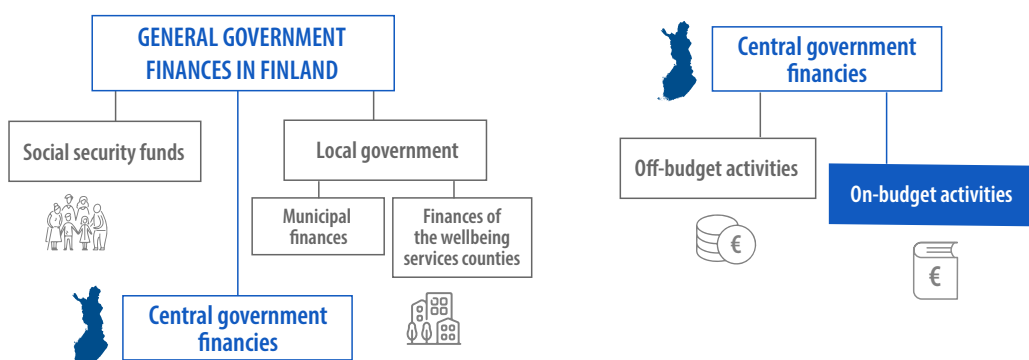 GENERAL GOVERNMENT
FINANCES IN FINLAND
Social security funds
Local government
Municipal
finances
Finances of
the wellbeing
services counties
Central government
financies
Central government
financies
Off-budget activities
On-budget activities
€
€